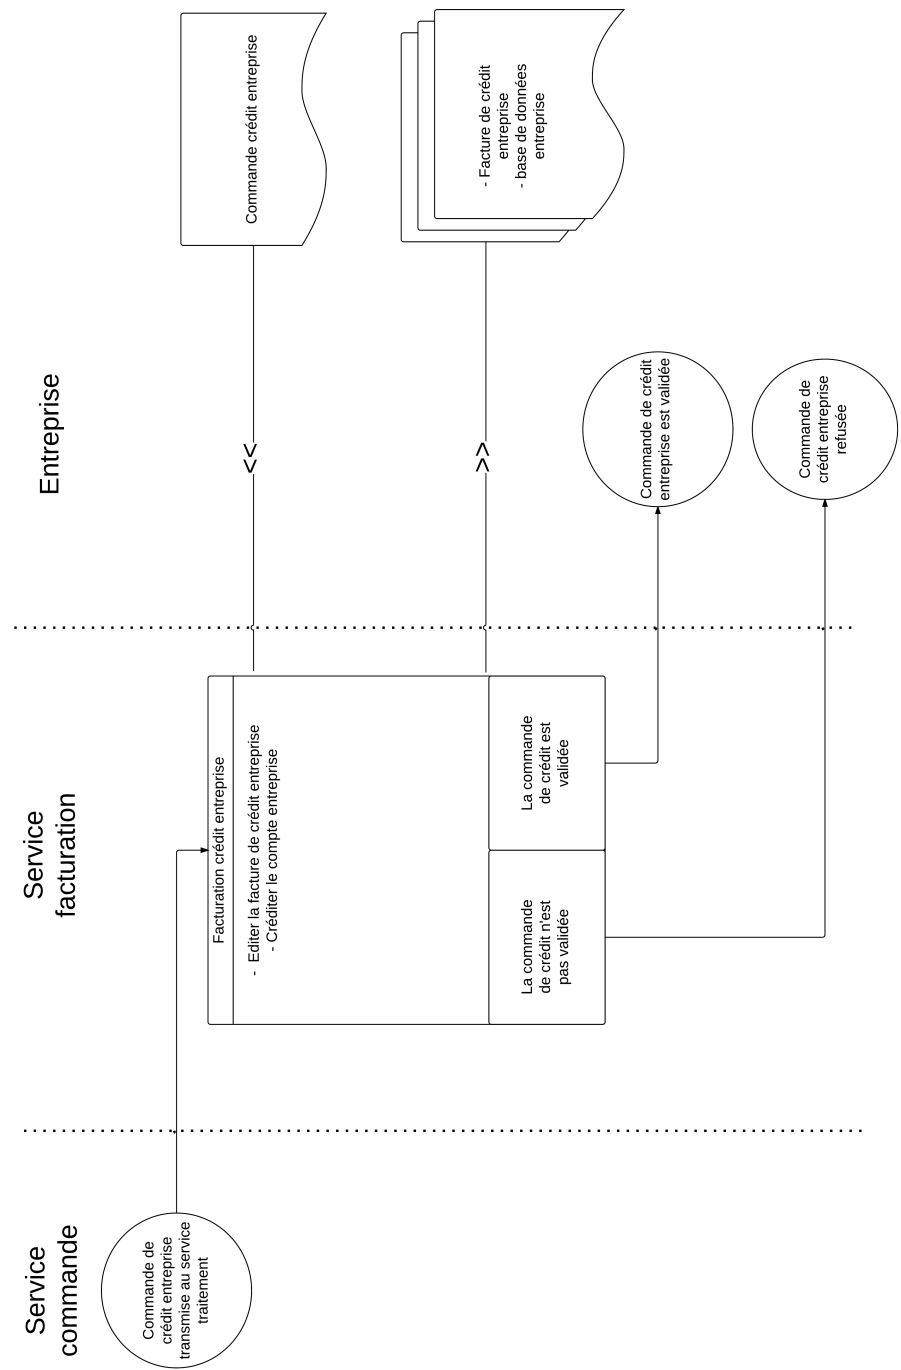 Service
commande
Service
facturation
Entreprise
Commande de
crédit entreprise
transmise au service
traitement
Facturation crédit entreprise
- Editer la facture de crédit entreprise
- Créditer le compte entreprise
La commande
de crédit n'est
pas validée
La commande
de crédit est
validée
Commande crédit entreprise
<<
- Facture de crédit
entreprise
- base de données
entreprise
>>
Commande de crédit
entreprise est validée
Commande de
crédit entreprise
refusée